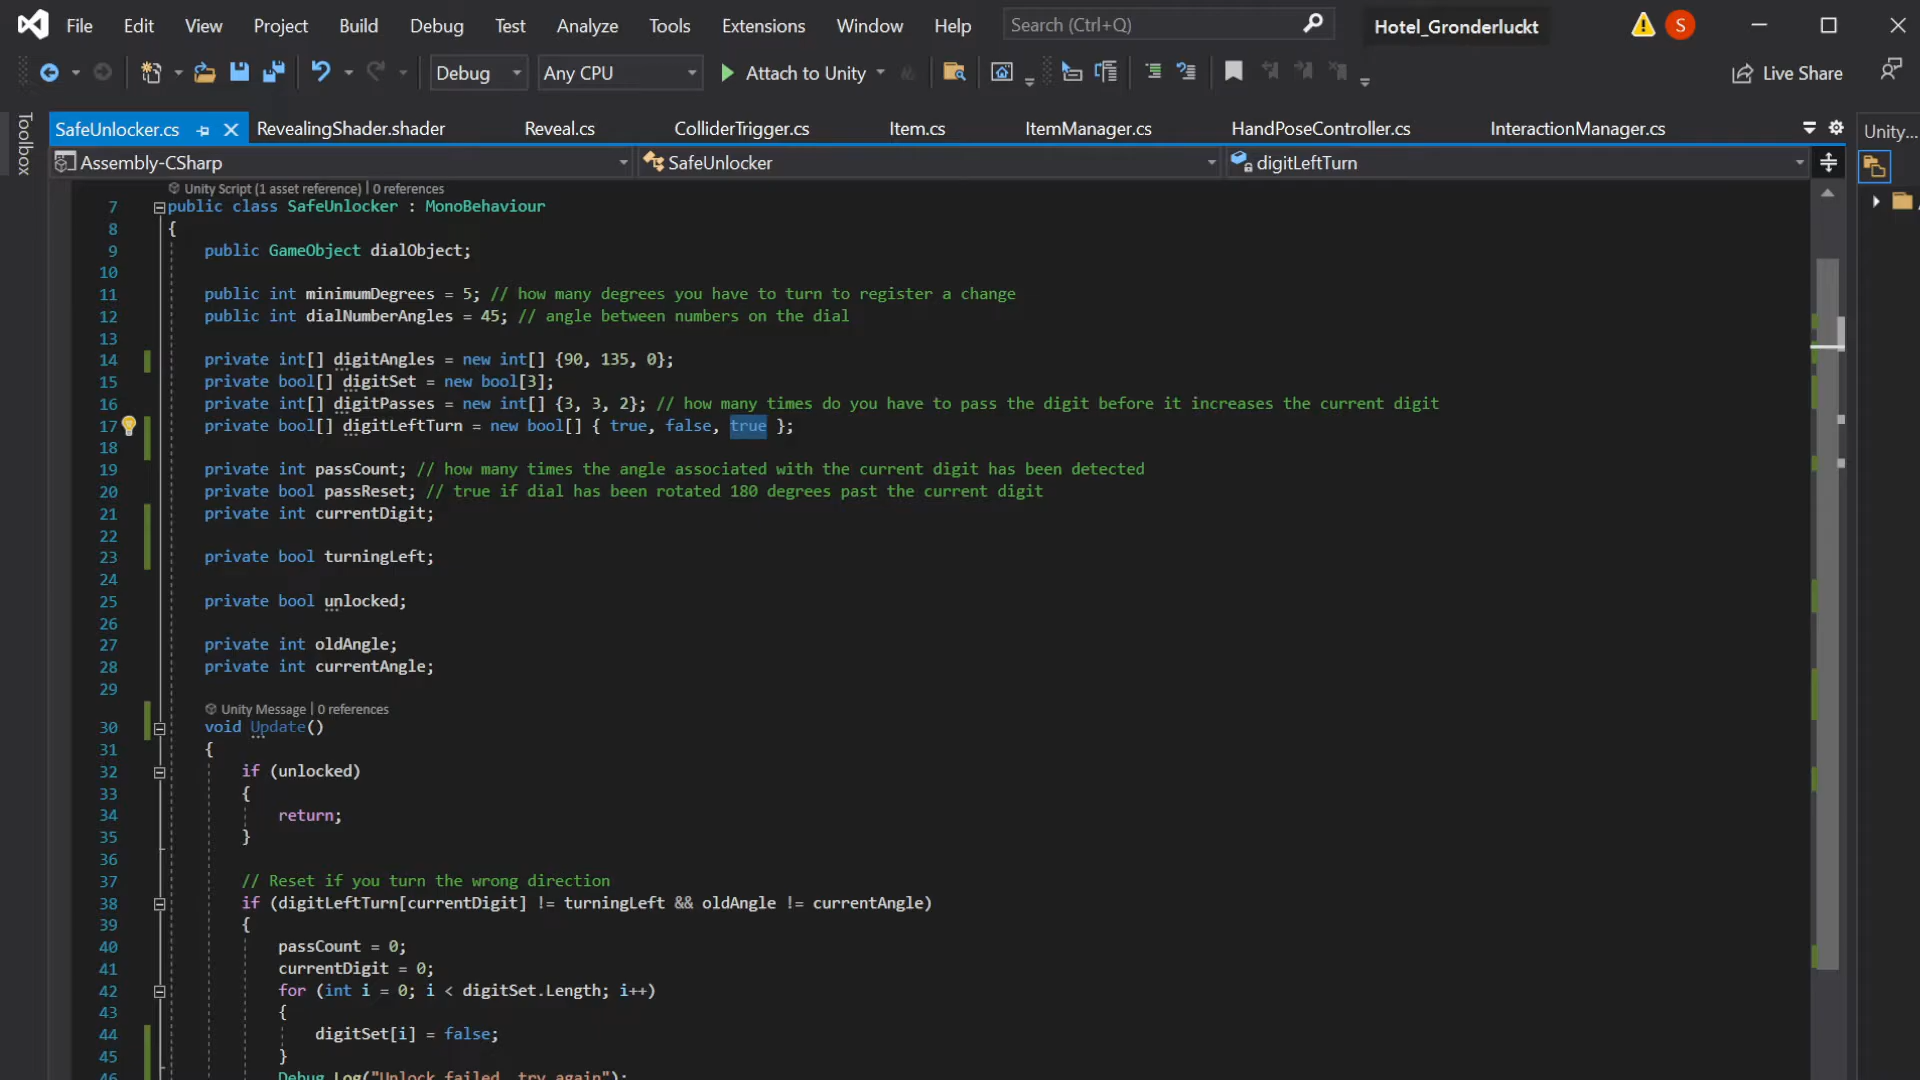 File Edit View Project Build Debug Test Analyze Tools Extensions Window Help Search (Ctrl+Q) Hotel_Gronderluckt S
Debug Any CPU Attach to Unity Live Share
Toolbox
SafeUnlocker.cs RevealingShader.shader Reveal.cs ColliderTrigger.cs Item.cs ItemManager.cs HandPoseController.cs InteractionManager.cs Unity...
Assembly-CSharp SafeUnlocker digitLeftTurn
Unity Script (1 asset reference) | 0 references
7 public class SafeUnlocker : MonoBehaviour
8 {
9 public GameObject dialObject;
10
11 public int minimumDegrees = 5; // how many degrees you have to turn to register a change
12 public int dialNumberAngles = 45; // angle between numbers on the dial
13
14 private int[] digitAngles = new int[] {90, 135, 0};
15 private bool[] digitSet = new bool[3];
16 private int[] digitPasses = new int[] {3, 3, 2}; // how many times do you have to pass the digit before it increases the current digit
17 private bool[] digitLeftTurn = new bool[] { true, false, true };
18
19 private int passCount; // how many times the angle associated with the current digit has been detected
20 private bool passReset; // true if dial has been rotated 180 degrees past the current digit
21 private int currentDigit;
22
23 private bool turningLeft;
24
25 private bool unlocked;
26
27 private int oldAngle;
28 private int currentAngle;
29
Unity Message | 0 references
30 void Update()
31 {
32 if (unlocked)
33 {
34 return;
35 }
36
37 // Reset if you turn the wrong direction
38 if (digitLeftTurn[currentDigit] != turningLeft && oldAngle != currentAngle)
39 {
40 passCount = 0;
41 currentDigit = 0;
42 for (int i = 0; i < digitSet.Length; i++)
43 {
44 digitSet[i] = false;
45 }
46 Debug.Log("Unlock failed, try again");